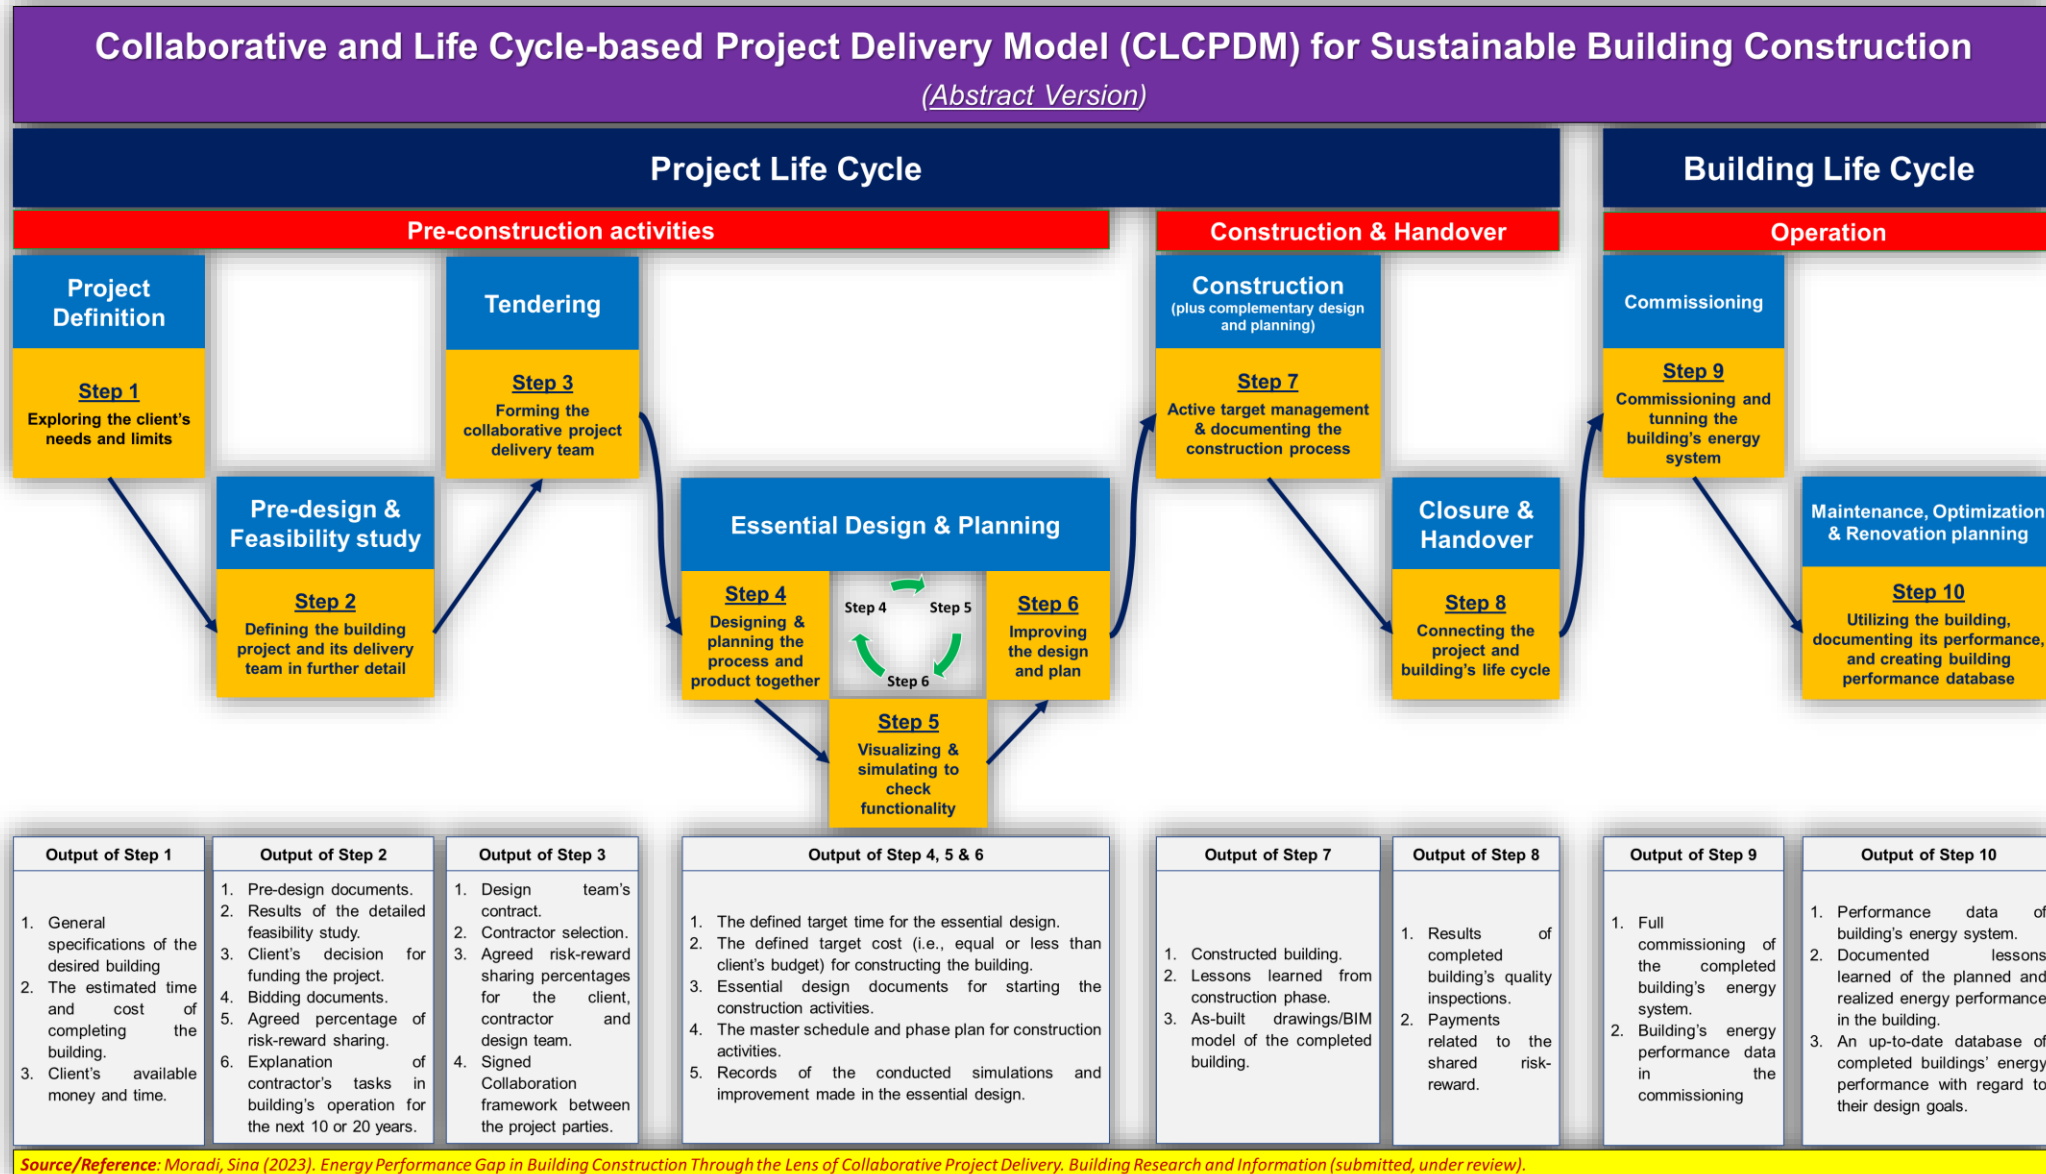 Collaborative and Life Cycle-based Project Delivery Model (CLCPDM) for Sustainable Building Construction
(Abstract Version)
Project Life Cycle
Building Life Cycle
Pre-construction activities
Construction & Handover
Operation
Project
Definition
Step 1
Exploring the client's
needs and limits
Pre-design &
Feasibility study
Step 2
Defining the building
project and its delivery
team in further detail
Tendering
Step 3
Forming the
collaborative project
delivery team
Essential Design & Planning
Step 4
Designing &
planning the
process and
product together
Step 4
Step 5
Step 6
Step 5
Visualizing &
simulating to
check
functionality
Step 6
Improving
the design
and plan
Construction
(plus complementary design
and planning)
Step 7
Active target management
& documenting the
construction process
Closure &
Handover
Step 8
Connecting the
project and
building's life cycle
Commissioning
Step 9
Commissioning and
tunning the
building's energy
system
Maintenance, Optimization
& Renovation planning
Step 10
Utilizing the building,
documenting its performance,
and creating building
performance database
Output of Step 1
1. General
specifications of the
desired building
2. The estimated time
and cost of
completing the
building.
3. Client's available
money and time.
Output of Step 2
1. Pre-design documents.
2. Results of the detailed
feasibility study.
3. Client's decision for
funding the project.
4. Bidding documents.
5. Agreed percentage of
risk-reward sharing.
6. Explanation of
contractor's tasks in
building's operation for
the next 10 or 20 years.
Output of Step 3
1. Design team's
contract.
2. Contractor selection.
3. Agreed risk-reward
sharing percentages
for the client,
contractor and
design team.
4. Signed
Collaboration
framework between
the project parties.
Output of Step 4, 5 & 6
1. The defined target time for the essential design.
2. The defined target cost (i.e., equal or less than
client's budget) for constructing the building.
3. Essential design documents for starting the
construction activities.
4. The master schedule and phase plan for construction
activities.
5. Records of the conducted simulations and
improvement made in the essential design.
Output of Step 7
1. Constructed building.
2. Lessons learned from
construction phase.
3. As-built drawings/BIM
model of the completed
building.
Output of Step 8
1. Results of
completed
building's quality
inspections.
2. Payments
related to the
shared risk-
reward.
Output of Step 9
1. Full
commissioning of
the completed
building's energy
system.
2. Building's energy
performance data
in the
commissioning
Output of Step 10
1. Performance data of
building's energy system.
2. Documented lessons
learned of the planned and
realized energy performance
in the building.
3. An up-to-date database of
completed buildings' energy
performance with regard to
their design goals.
Source/Reference: Moradi, Sina (2023). Energy Performance Gap in Building Construction Through the Lens of Collaborative Project Delivery. Building Research and Information (submitted, under review).